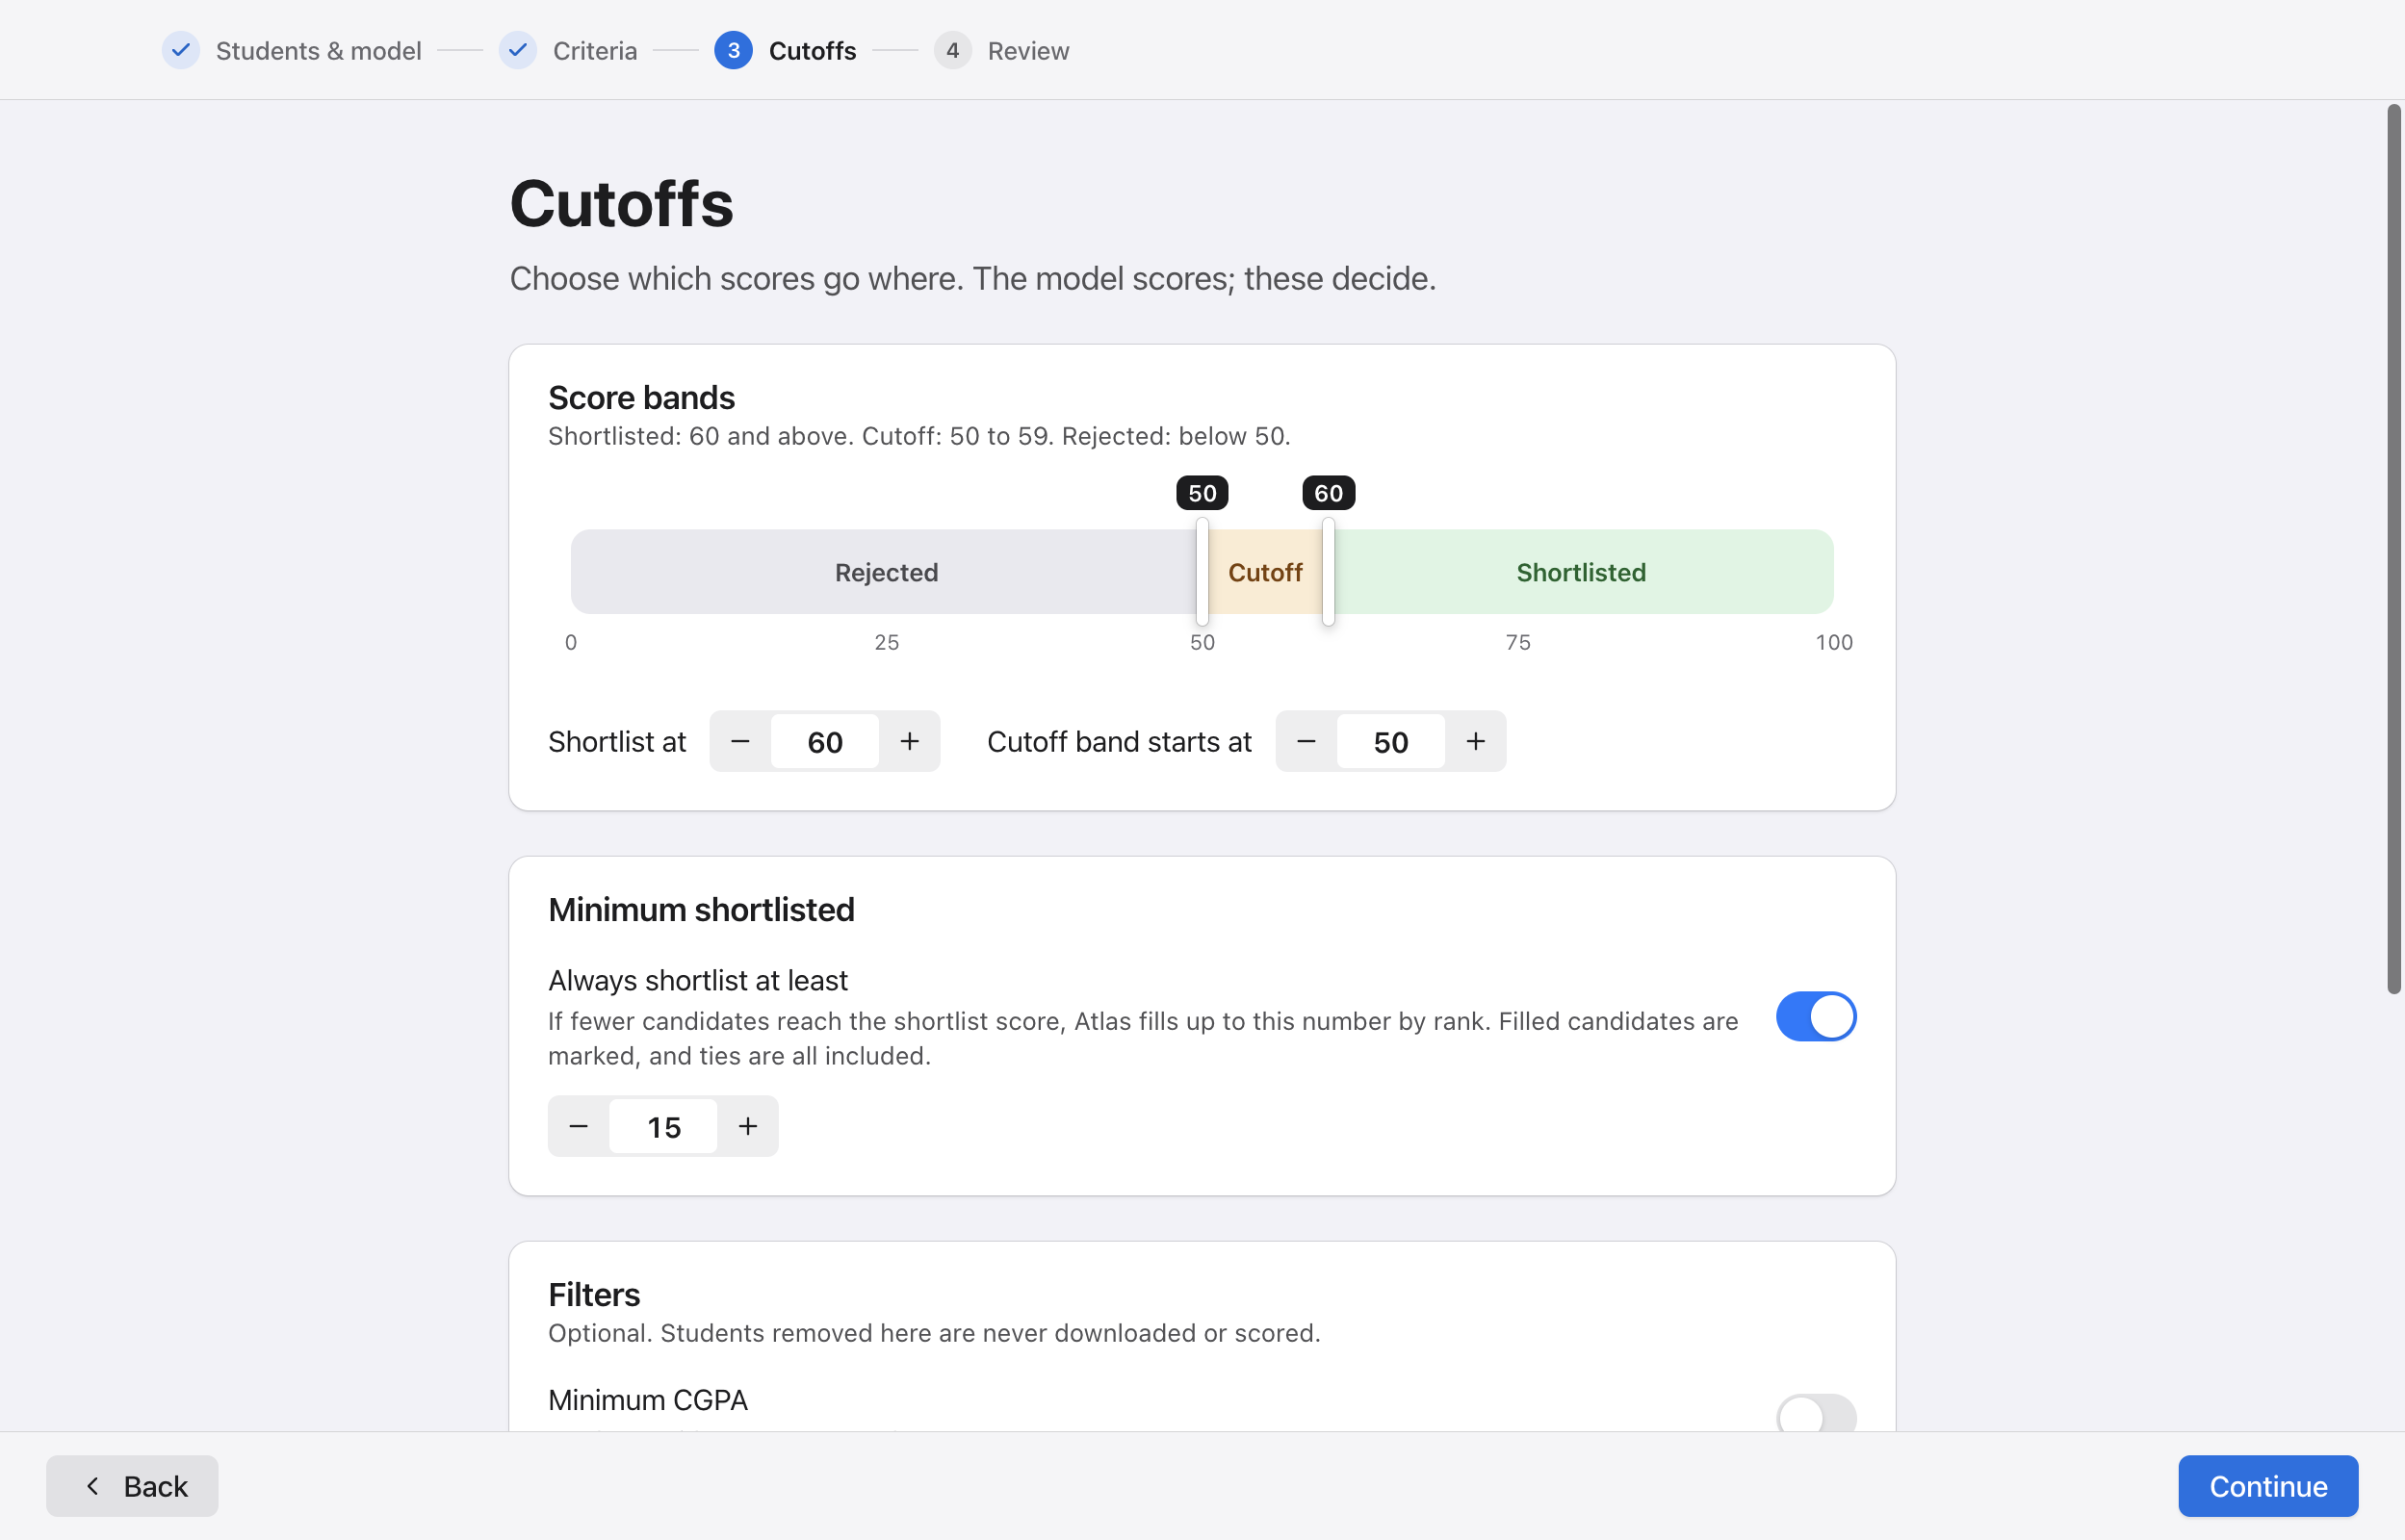 Students & model
Criteria
3 Cutoffs
4 Review
Cutoffs
Choose which scores go where. The model scores; these decide.
Score bands
Shortlisted: 60 and above. Cutoff: 50 to 59. Rejected: below 50.
50 60
Rejected Cutoff Shortlisted
0 25 50 75 100
Shortlist at − 60 + Cutoff band starts at − 50 +
Minimum shortlisted
Always shortlist at least
If fewer candidates reach the shortlist score, Atlas fills up to this number by rank. Filled candidates are
marked, and ties are all included.
− 15 +
Filters
Optional. Students removed here are never downloaded or scored.
Minimum CGPA
Back
Continue